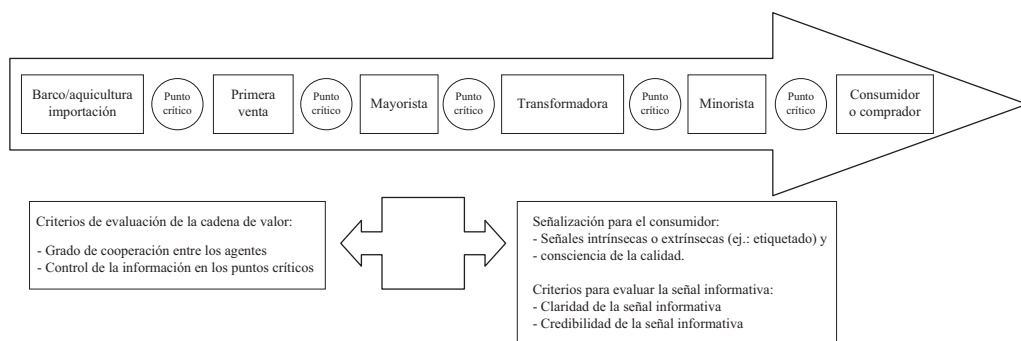 Barco/aquicultura
importación
Punto
crítico
Primera
venta
Punto
crítico
Mayorista
Punto
crítico
Transformadora
Punto
crítico
Minorista
Punto
crítico
Consumidor
o comprador
Criterios de evaluación de la cadena de valor:
- Grado de cooperación entre los agentes
- Control de la información en los puntos críticos
Señalización para el consumidor:
- Señales intrínsecas o extrínsecas (ej.: etiquetado) y
- consciencia de la calidad.
Criterios para evaluar la señal informativa:
- Claridad de la señal informativa
- Credibilidad de la señal informativa